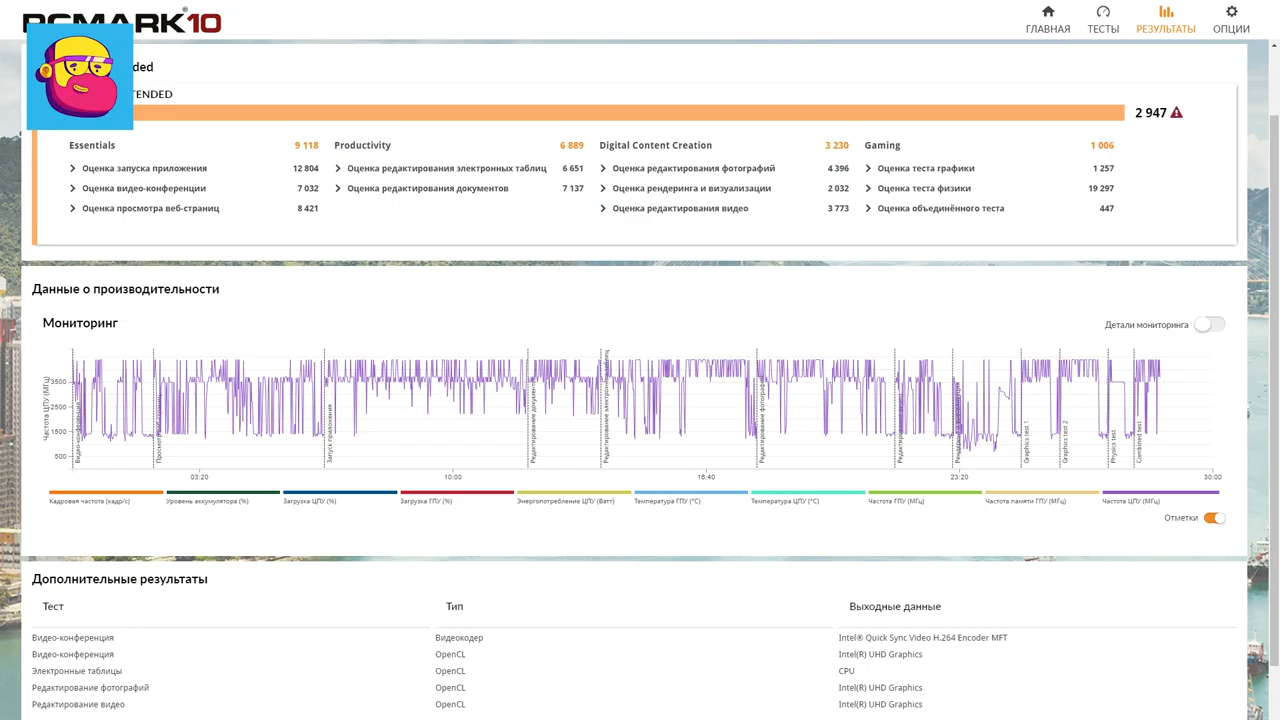 PCMARK®10
ГЛАВНАЯ
ТЕСТЫ
РЕЗУЛЬТАТЫ
ОПЦИИ
ded
TENDED
2 947
Essentials 9 118
Оценка запуска приложения 12 804
Оценка видео-конференции 7 032
Оценка просмотра веб-страниц 8 421
Productivity 6 889
Оценка редактирования электронных таблиц 6 651
Оценка редактирования документов 7 137
Digital Content Creation 3 230
Оценка редактирования фотографий 4 396
Оценка рендеринга и визуализации 2 032
Оценка редактирования видео 3 773
Gaming 1 006
Оценка теста графики 1 257
Оценка теста физики 19 297
Оценка объединённого теста 447
Данные о производительности
Мониторинг
Детали мониторинга
Частота ЦПУ (МГц)
3500
2500
1500
500
Видео-конференция
Запуск приложения
Graphics test 1
Graphics test 2
Physics test
Combined test
03:20 10:00 16:40 23:20 30:00
Кадровая частота (кадр/с) Уровень аккумулятора (%) Загрузка ЦПУ (%) Загрузка ГПУ (%) Энергопотребление ЦПУ (Ватт) Температура ГПУ (°C) Температура ЦПУ (°C) Частота ГПУ (МГц) Частота памяти ГПУ (МГц) Частота ЦПУ (МГц)
Отметки
Дополнительные результаты
Тест Тип Выходные данные
Видео-конференция Видеокодер Intel® Quick Sync Video H.264 Encoder MFT
Видео-конференция OpenCL Intel(R) UHD Graphics
Электронные таблицы OpenCL CPU
Редактирование фотографий OpenCL Intel(R) UHD Graphics
Редактирование видео OpenCL Intel(R) UHD Graphics